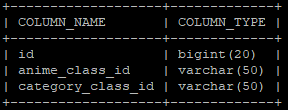 +-------------------+-------------+
| COLUMN_NAME       | COLUMN_TYPE |
+-------------------+-------------+
| id                | bigint(20)  |
| anime_class_id    | varchar(50) |
| category_class_id | varchar(50) |
+-------------------+-------------+